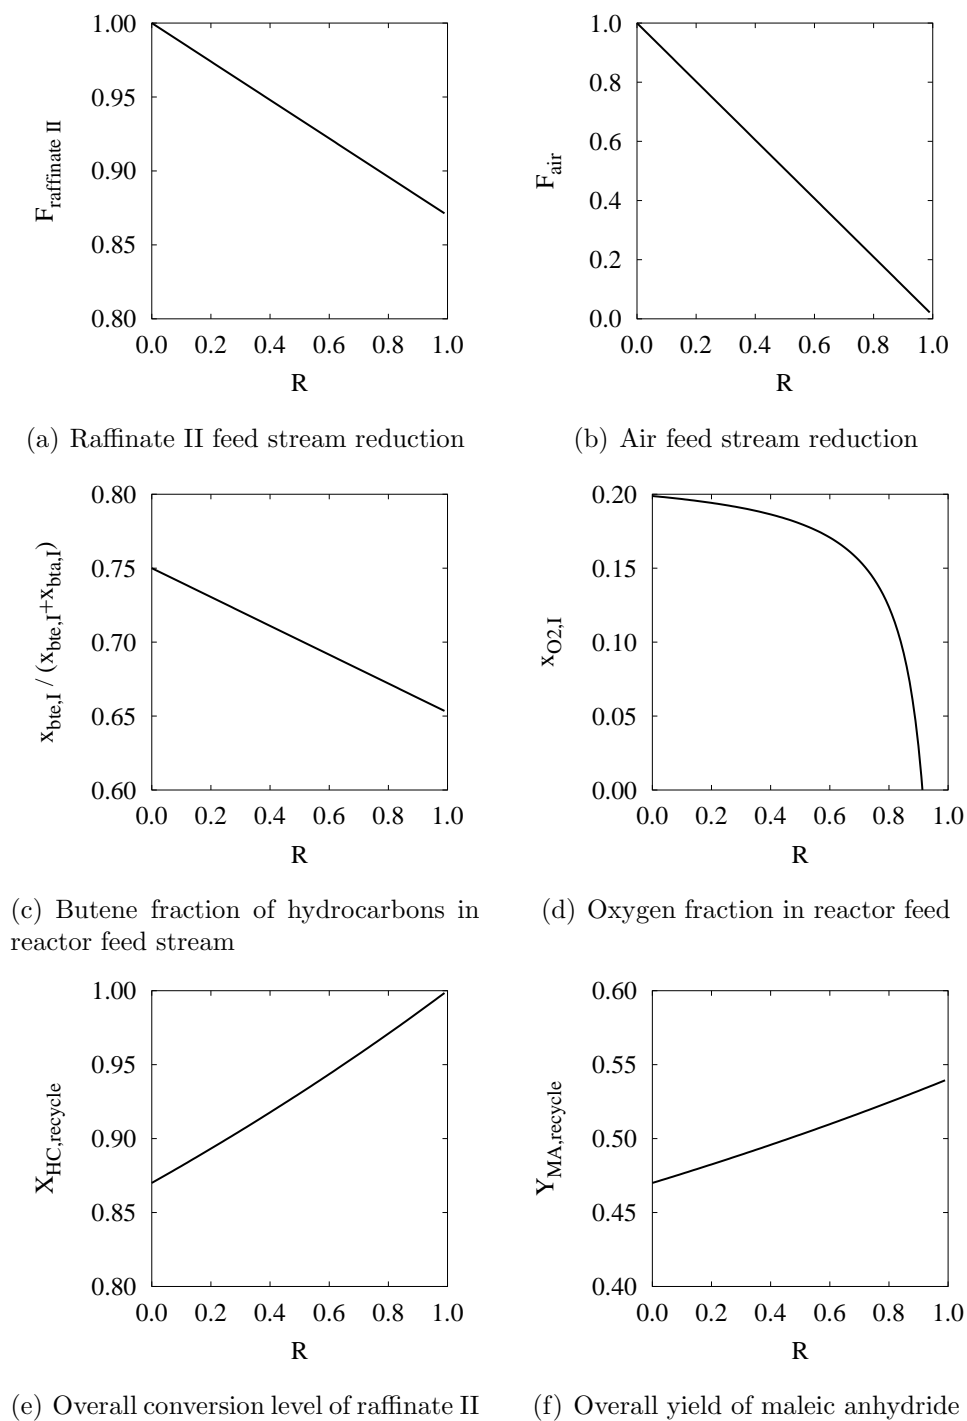 1.00
0.95
0.90
0.85
0.80
F raffinate II
0.0 0.2 0.4 0.6 0.8 1.0
R
(a) Raffinate II feed stream reduction
1.0
0.8
0.6
0.4
0.2
0.0
F air
0.0 0.2 0.4 0.6 0.8 1.0
R
(b) Air feed stream reduction
0.80
0.75
0.70
0.65
0.60
x bte,I / (x bte,I + x bta,I)
0.0 0.2 0.4 0.6 0.8 1.0
R
(c) Butene fraction of hydrocarbons in
reactor feed stream
0.20
0.15
0.10
0.05
0.00
x O2,I
0.0 0.2 0.4 0.6 0.8 1.0
R
(d) Oxygen fraction in reactor feed
1.00
0.95
0.90
0.85
0.80
X HC,recycle
0.0 0.2 0.4 0.6 0.8 1.0
R
(e) Overall conversion level of raffinate II
0.60
0.55
0.50
0.45
0.40
Y MA,recycle
0.0 0.2 0.4 0.6 0.8 1.0
R
(f) Overall yield of maleic anhydride